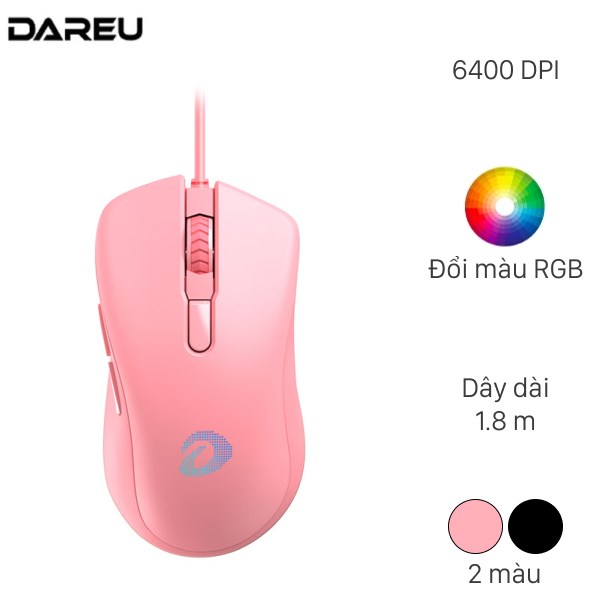 DAREU
6400 DPI
Đổi màu RGB
Dây dài
1.8 m
2 màu